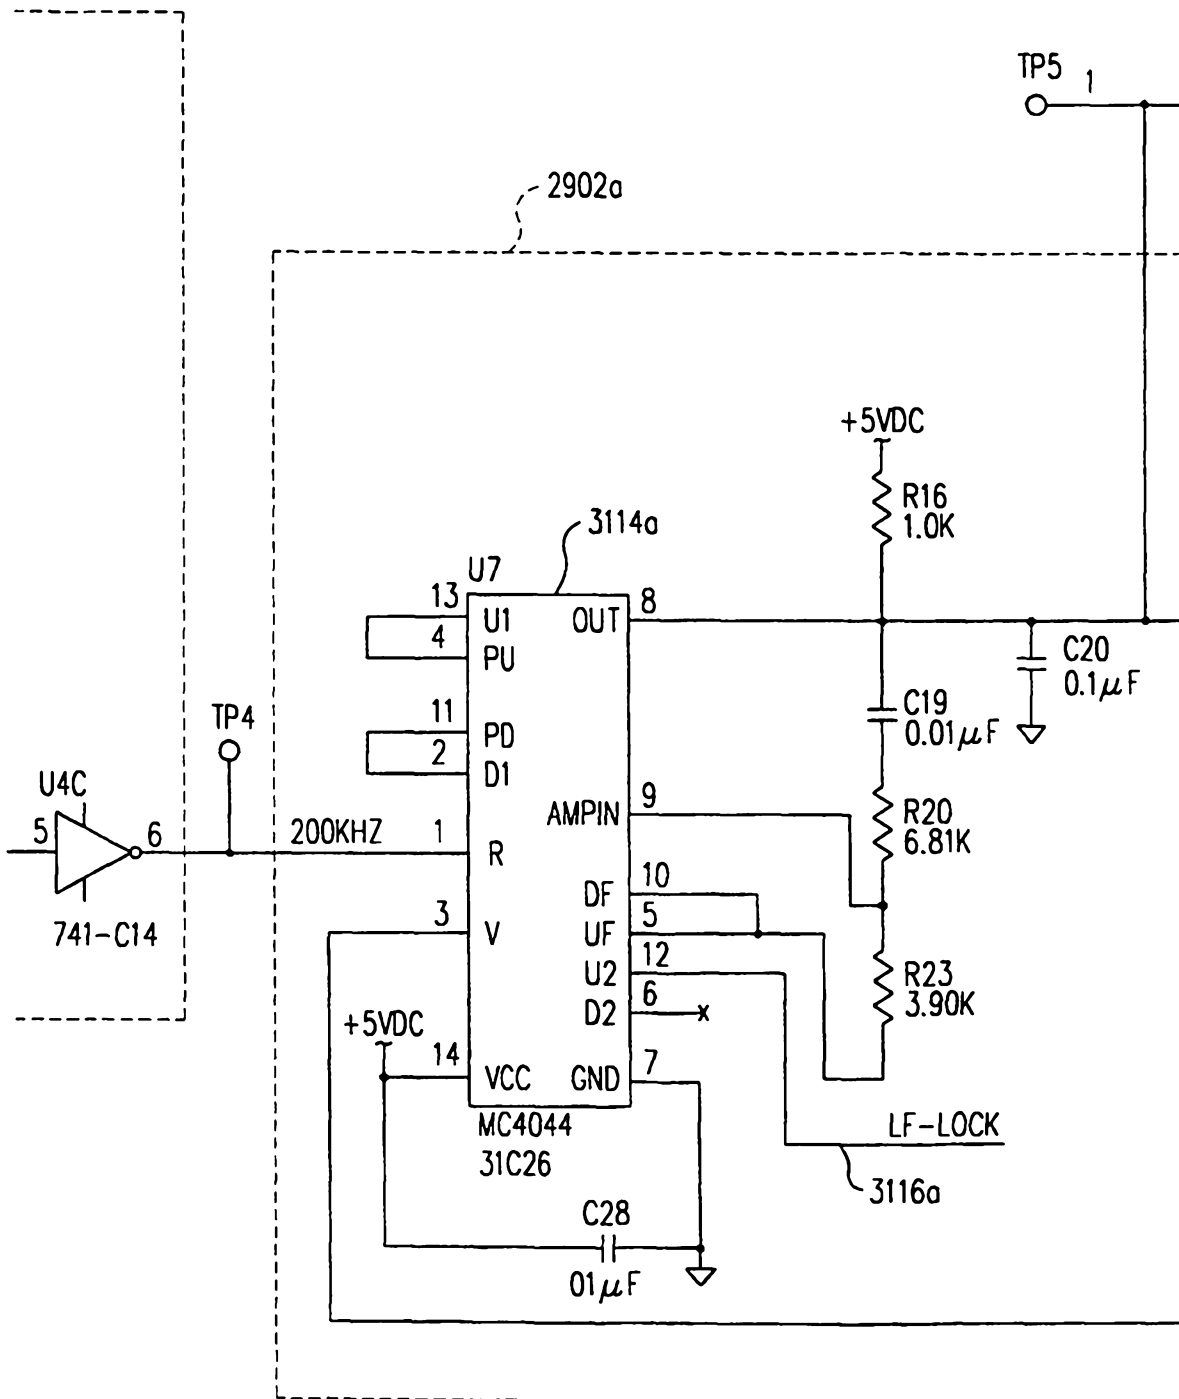 TP5 1
2902a
+5VDC
R16
1.0K
3114a
U7
13 U1
4 PU
OUT 8
C20
0.1μF
C19
0.01μF
TP4
11 PD
2 D1
U4C
5 6
741-C14
200KHZ 1 R
AMPIN 9
R20
6.81K
DF 10
3 V
UF 5
U2 12
D2 6
x
R23
3.90K
+5VDC
14 VCC
GND 7
MC4044
31C26
LF-LOCK
3116a
C28
01μF